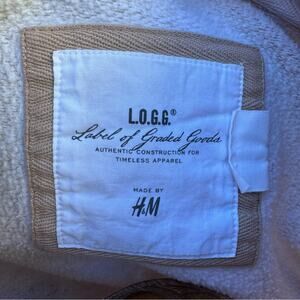 L.O.G.G.®
Label of Graded Goods
AUTHENTIC CONSTRUCTION FOR
TIMELESS APPAREL
MADE BY
H&M